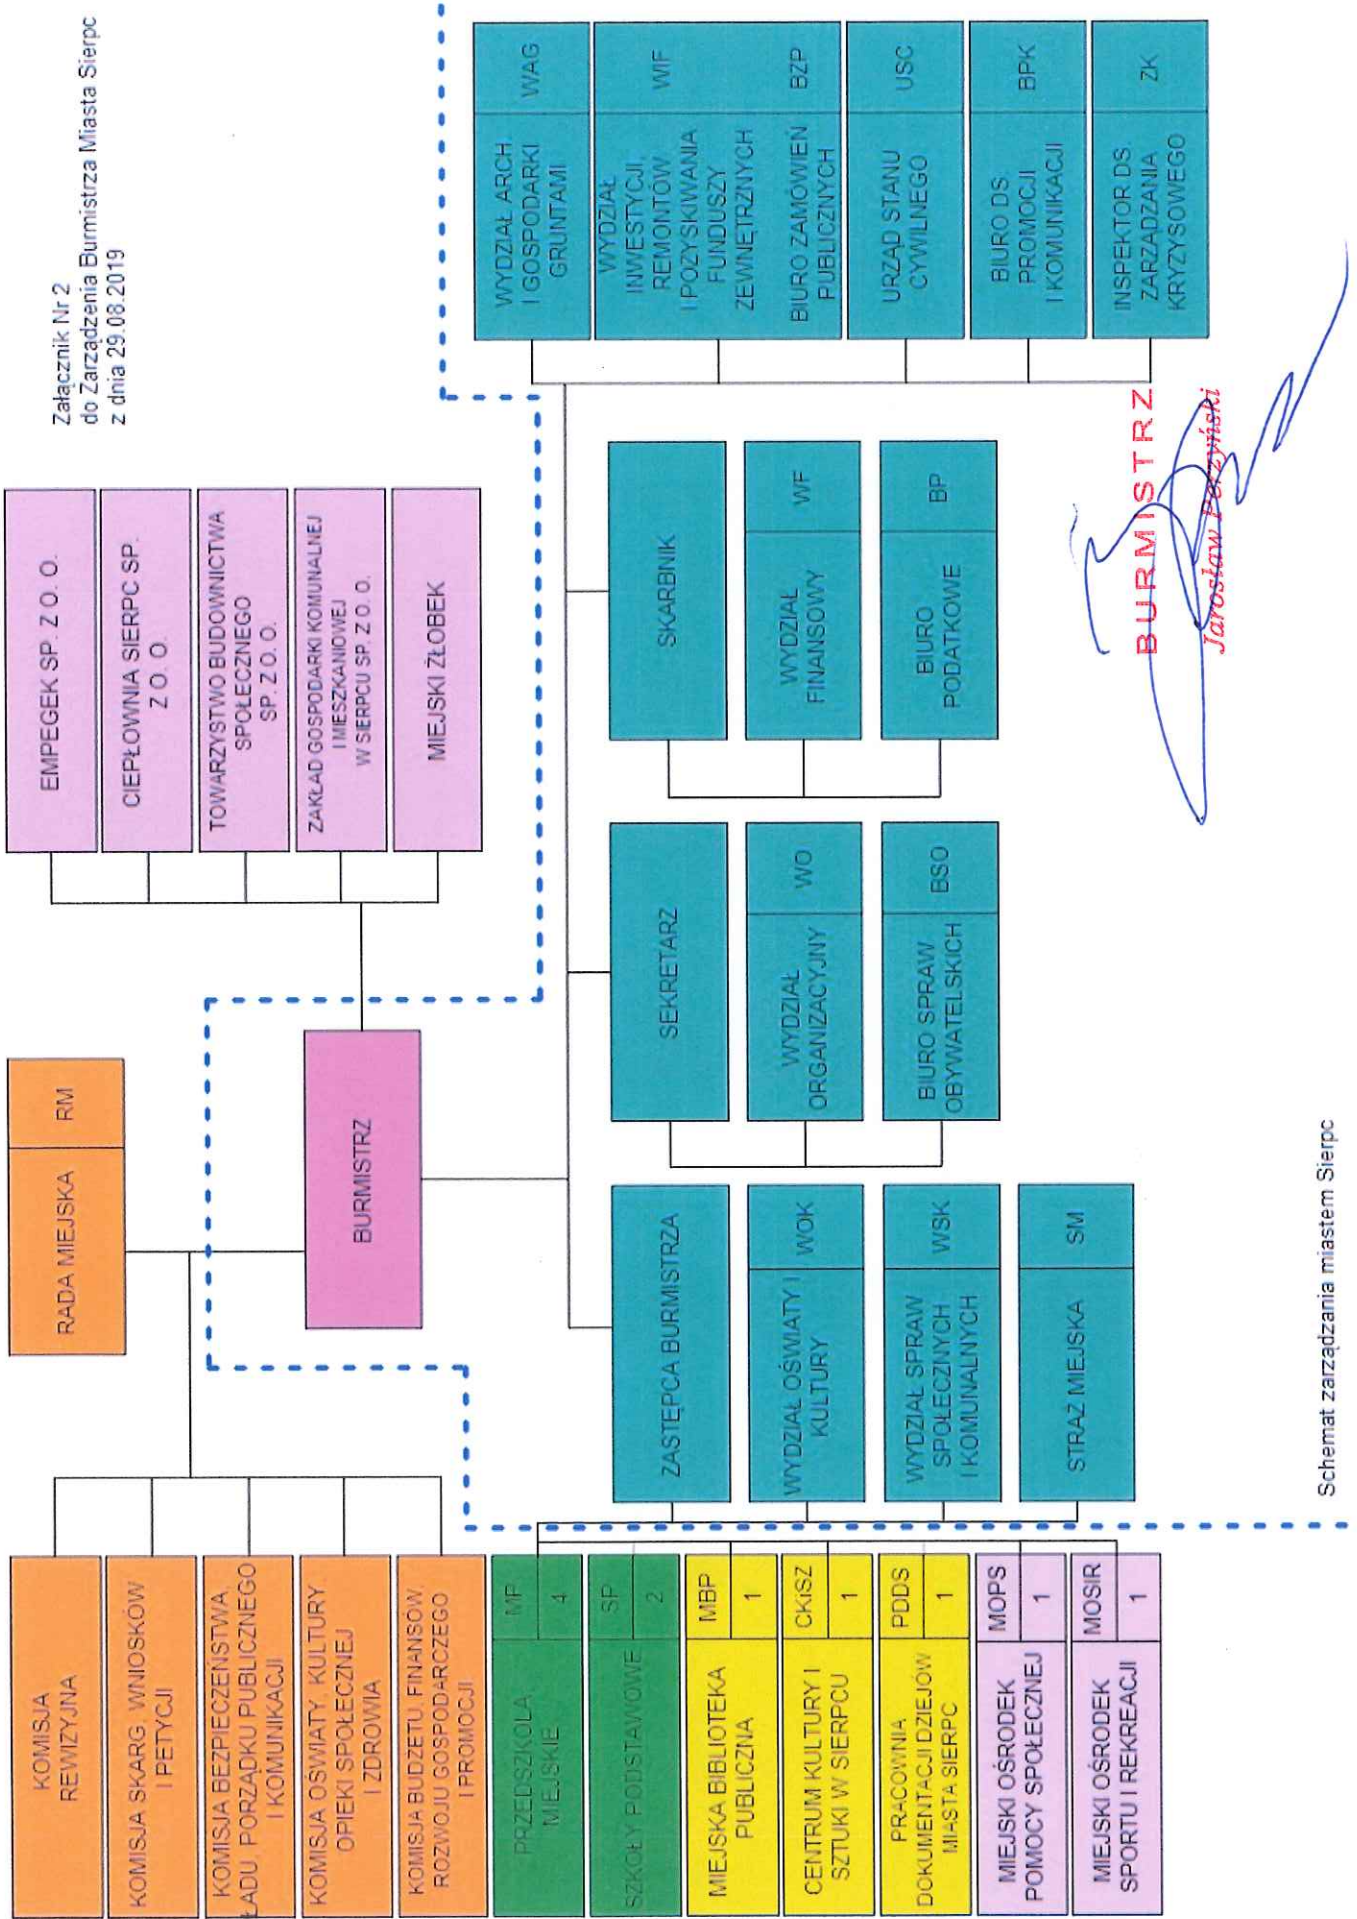 Załącznik Nr 2
do Zarządzenia Burmistrza Miasta Sierpc
z dnia 29.08.2019
RADA MIEJSKA
RM
EMPEGEK SP. Z O. O.
CIEPŁOWNIA SIERPC SP.
Z O. O.
TOWARZYSTWO BUDOWNICTWA
SPOŁECZNEGO
SP. Z O. O.
ZAKŁAD GOSPODARKI KOMUNALNEJ
I MIESZKANIOWEJ
W SIERPCU SP. Z O. O.
MIEJSKI ŻŁOBEK
KOMISJA
REWIZYJNA
KOMISJA SKARG, WNIOSKÓW
I PETYCJI
KOMISJA BEZPIECZEŃSTWA,
ŁADU, PORZĄDKU PUBLICZNEGO
I KOMUNIKACJI
KOMISJA OŚWIATY, KULTURY,
OPIEKI SPOŁECZNEJ
I ZDROWIA
KOMISJA BUDŻETU, FINANSÓW,
ROZWOJU GOSPODARCZEGO
I PROMOCJI
BURMISTRZ
PRZEDSZKOLA
MIEJSKIE
MP
4
SZKOŁY PODSTAWOWE
SP
2
MIEJSKA BIBLIOTEKA
PUBLICZNA
MBP
1
CENTRUM KULTURY I
SZTUKI W SIERPCU
CKiSZ
1
PRACOWNIA
DOKUMENTACJI DZIEJÓW
MIASTA SIERPC
PDDS
1
MIEJSKI OŚRODEK
POMOCY SPOŁECZNEJ
MOPS
1
MIEJSKI OŚRODEK
SPORTU I REKREACJI
MOSIR
1
ZASTĘPCA BURMISTRZA
WYDZIAŁ OŚWIATY I
KULTURY
WOK
WYDZIAŁ SPRAW
SPOŁECZNYCH
I KOMUNALNYCH
WSK
STRAŻ MIEJSKA
SM
SEKRETARZ
WYDZIAŁ
ORGANIZACYJNY
WO
BIURO SPRAW
OBYWATELSKICH
BSO
SKARBNIK
WYDZIAŁ
FINANSOWY
WF
BIURO
PODATKOWE
BP
WYDZIAŁ ARCH.
I GOSPODARKI
GRUNTAMI
WAG
WYDZIAŁ
INWESTYCJI,
REMONTÓW
I POZYSKIWANIA
FUNDUSZY
ZEWNĘTRZNYCH
WIF
BIURO ZAMÓWIEŃ
PUBLICZNYCH
BZP
URZĄD STANU
CYWILNEGO
USC
BIURO DS.
PROMOCJI
I KOMUNIKACJI
BPK
INSPEKTOR DS.
ZARZĄDZANIA
KRYZYSOWEGO
ZK
BURMISTRZ
Jarosław Perzyński
Schemat zarządzania miastem Sierpc